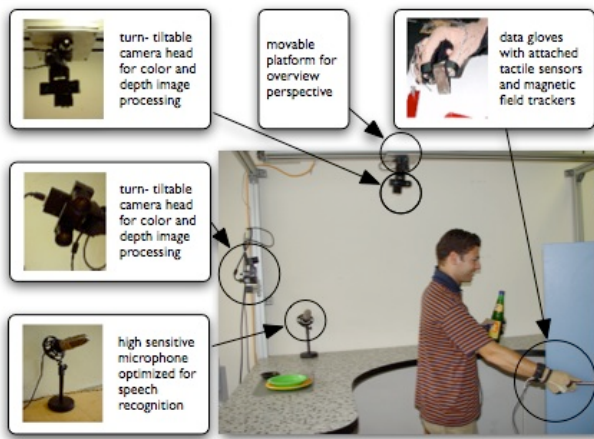 turn- tiltable
camera head
for color and
depth image
processing
movable
platform for
overview
perspective
data gloves
with attached
tactile sensors
and magnetic
field trackers
turn- tiltable
camera head
for color and
depth image
processing
high sensitive
microphone
optimized for
speech
recognition